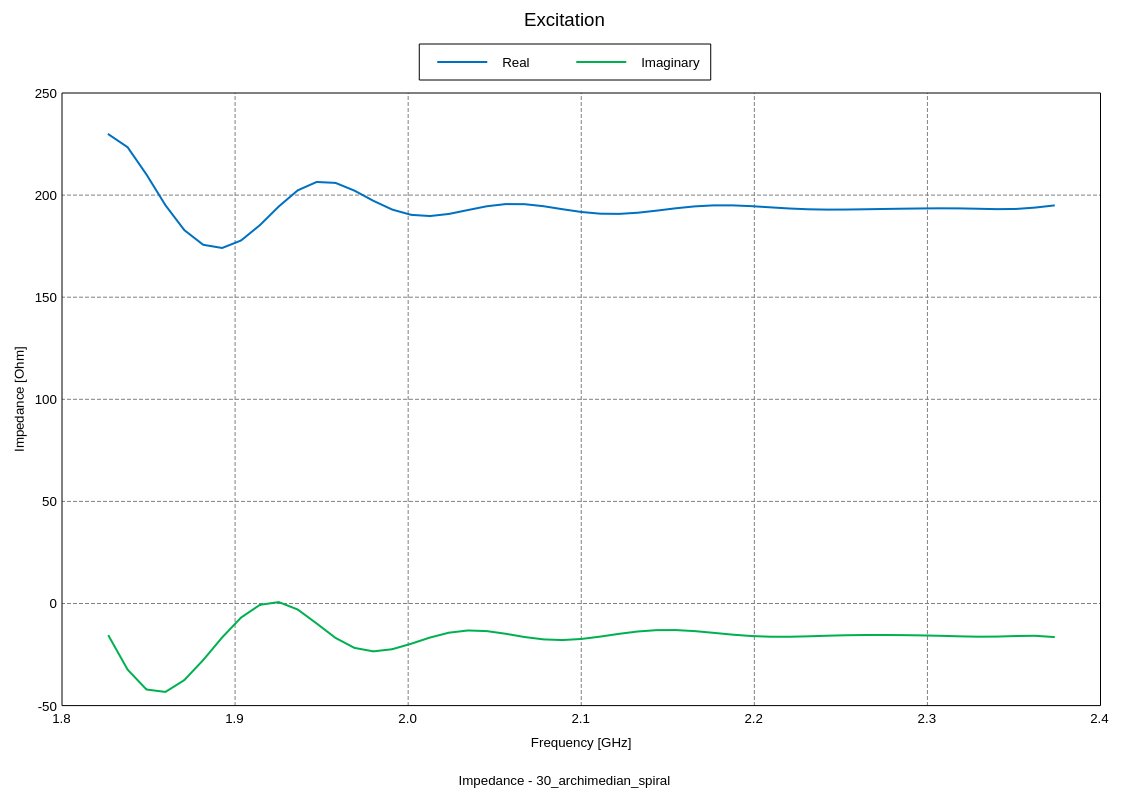 Excitation
Real Imaginary
250
200
150
100
50
0
-50
Impedance [Ohm]
1.8 1.9 2.0 2.1 2.2 2.3 2.4
Frequency [GHz]
Impedance - 30_archimedian_spiral